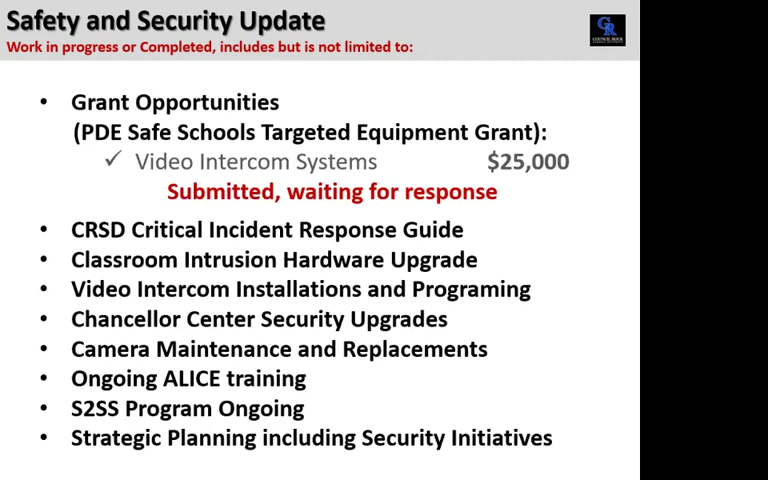 Safety and Security Update
Work in progress or Completed, includes but is not limited to:
CR
COUNCIL ROCK
• Grant Opportunities
(PDE Safe Schools Targeted Equipment Grant):
✓ Video Intercom Systems $25,000
Submitted, waiting for response
• CRSD Critical Incident Response Guide
• Classroom Intrusion Hardware Upgrade
• Video Intercom Installations and Programing
• Chancellor Center Security Upgrades
• Camera Maintenance and Replacements
• Ongoing ALICE training
• S2SS Program Ongoing
• Strategic Planning including Security Initiatives